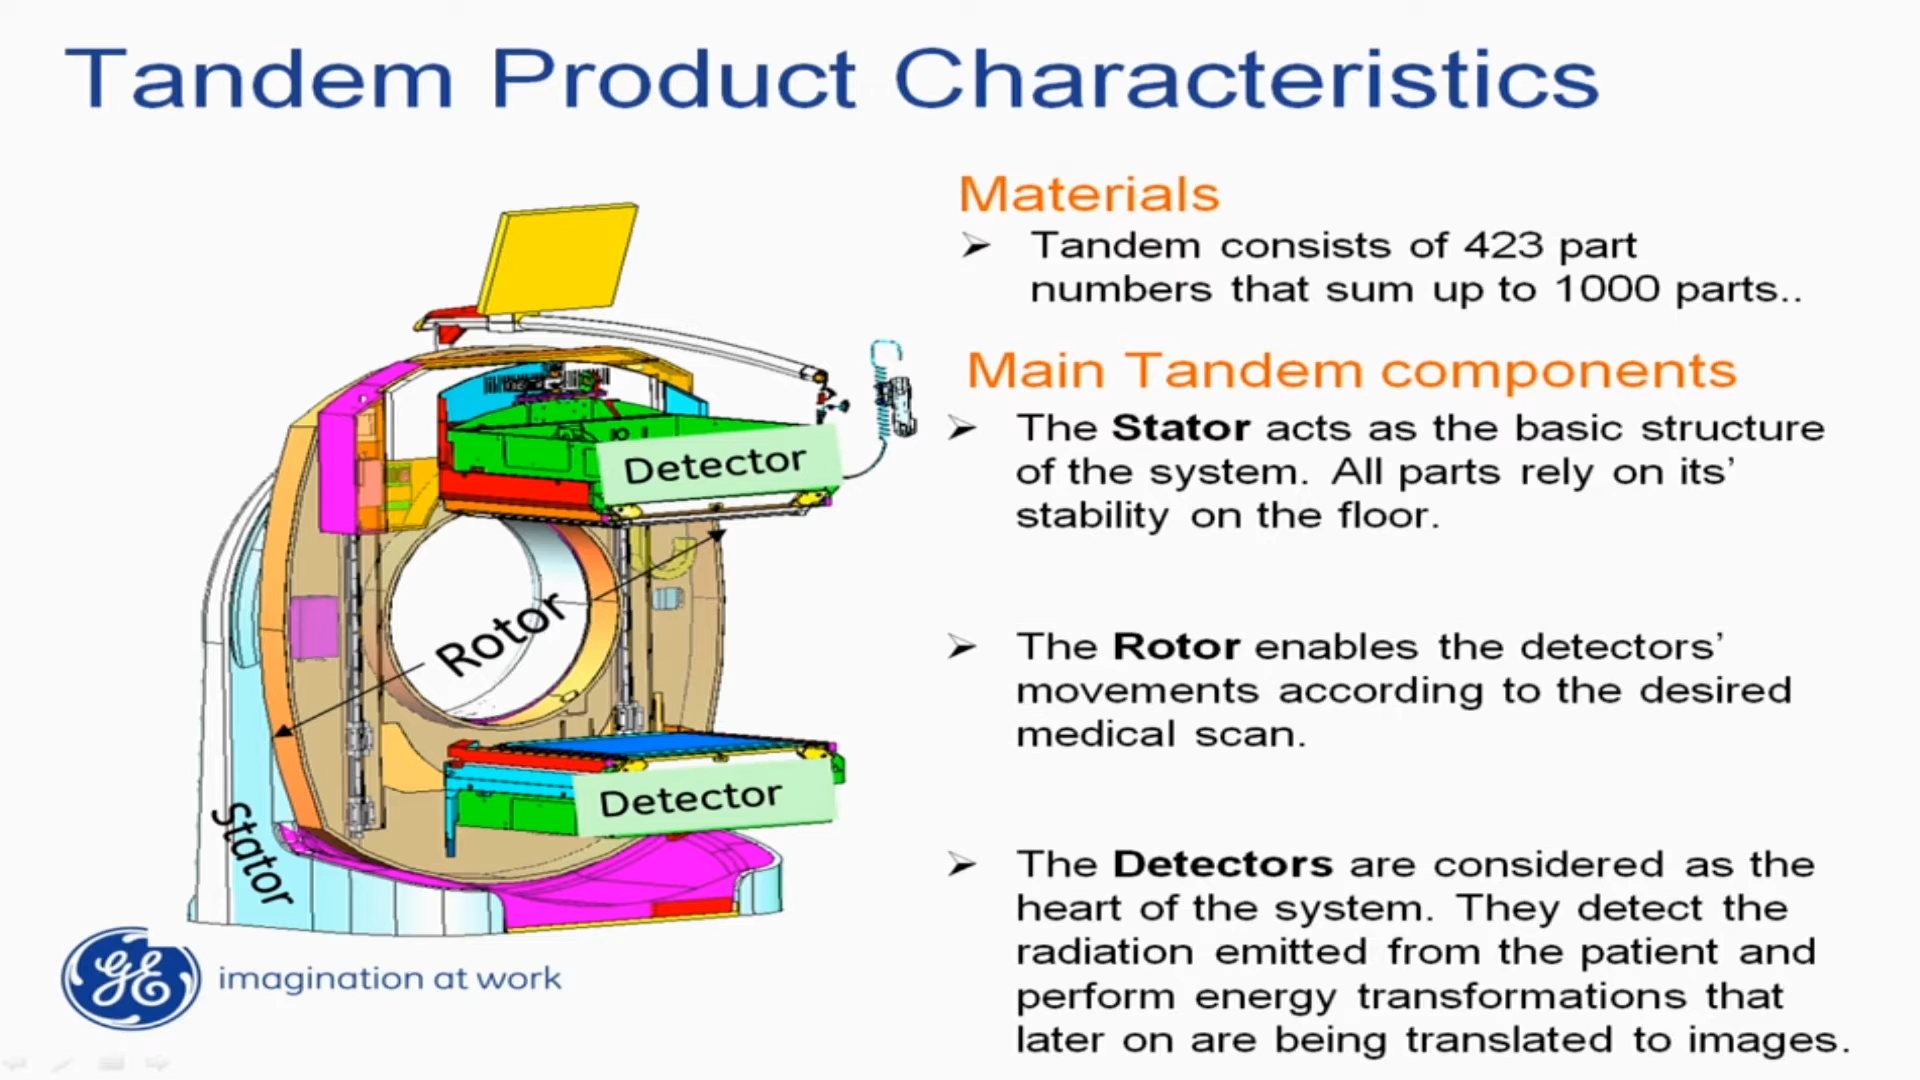 Tandem Product Characteristics
Materials
➢ Tandem consists of 423 part
numbers that sum up to 1000 parts..
Main Tandem components
➢ The Stator acts as the basic structure
of the system. All parts rely on its’
stability on the floor.
➢ The Rotor enables the detectors’
movements according to the desired
medical scan.
➢ The Detectors are considered as the
heart of the system. They detect the
radiation emitted from the patient and
perform energy transformations that
later on are being translated to images.
Detector
Rotor
Detector
Stator
GE
imagination at work